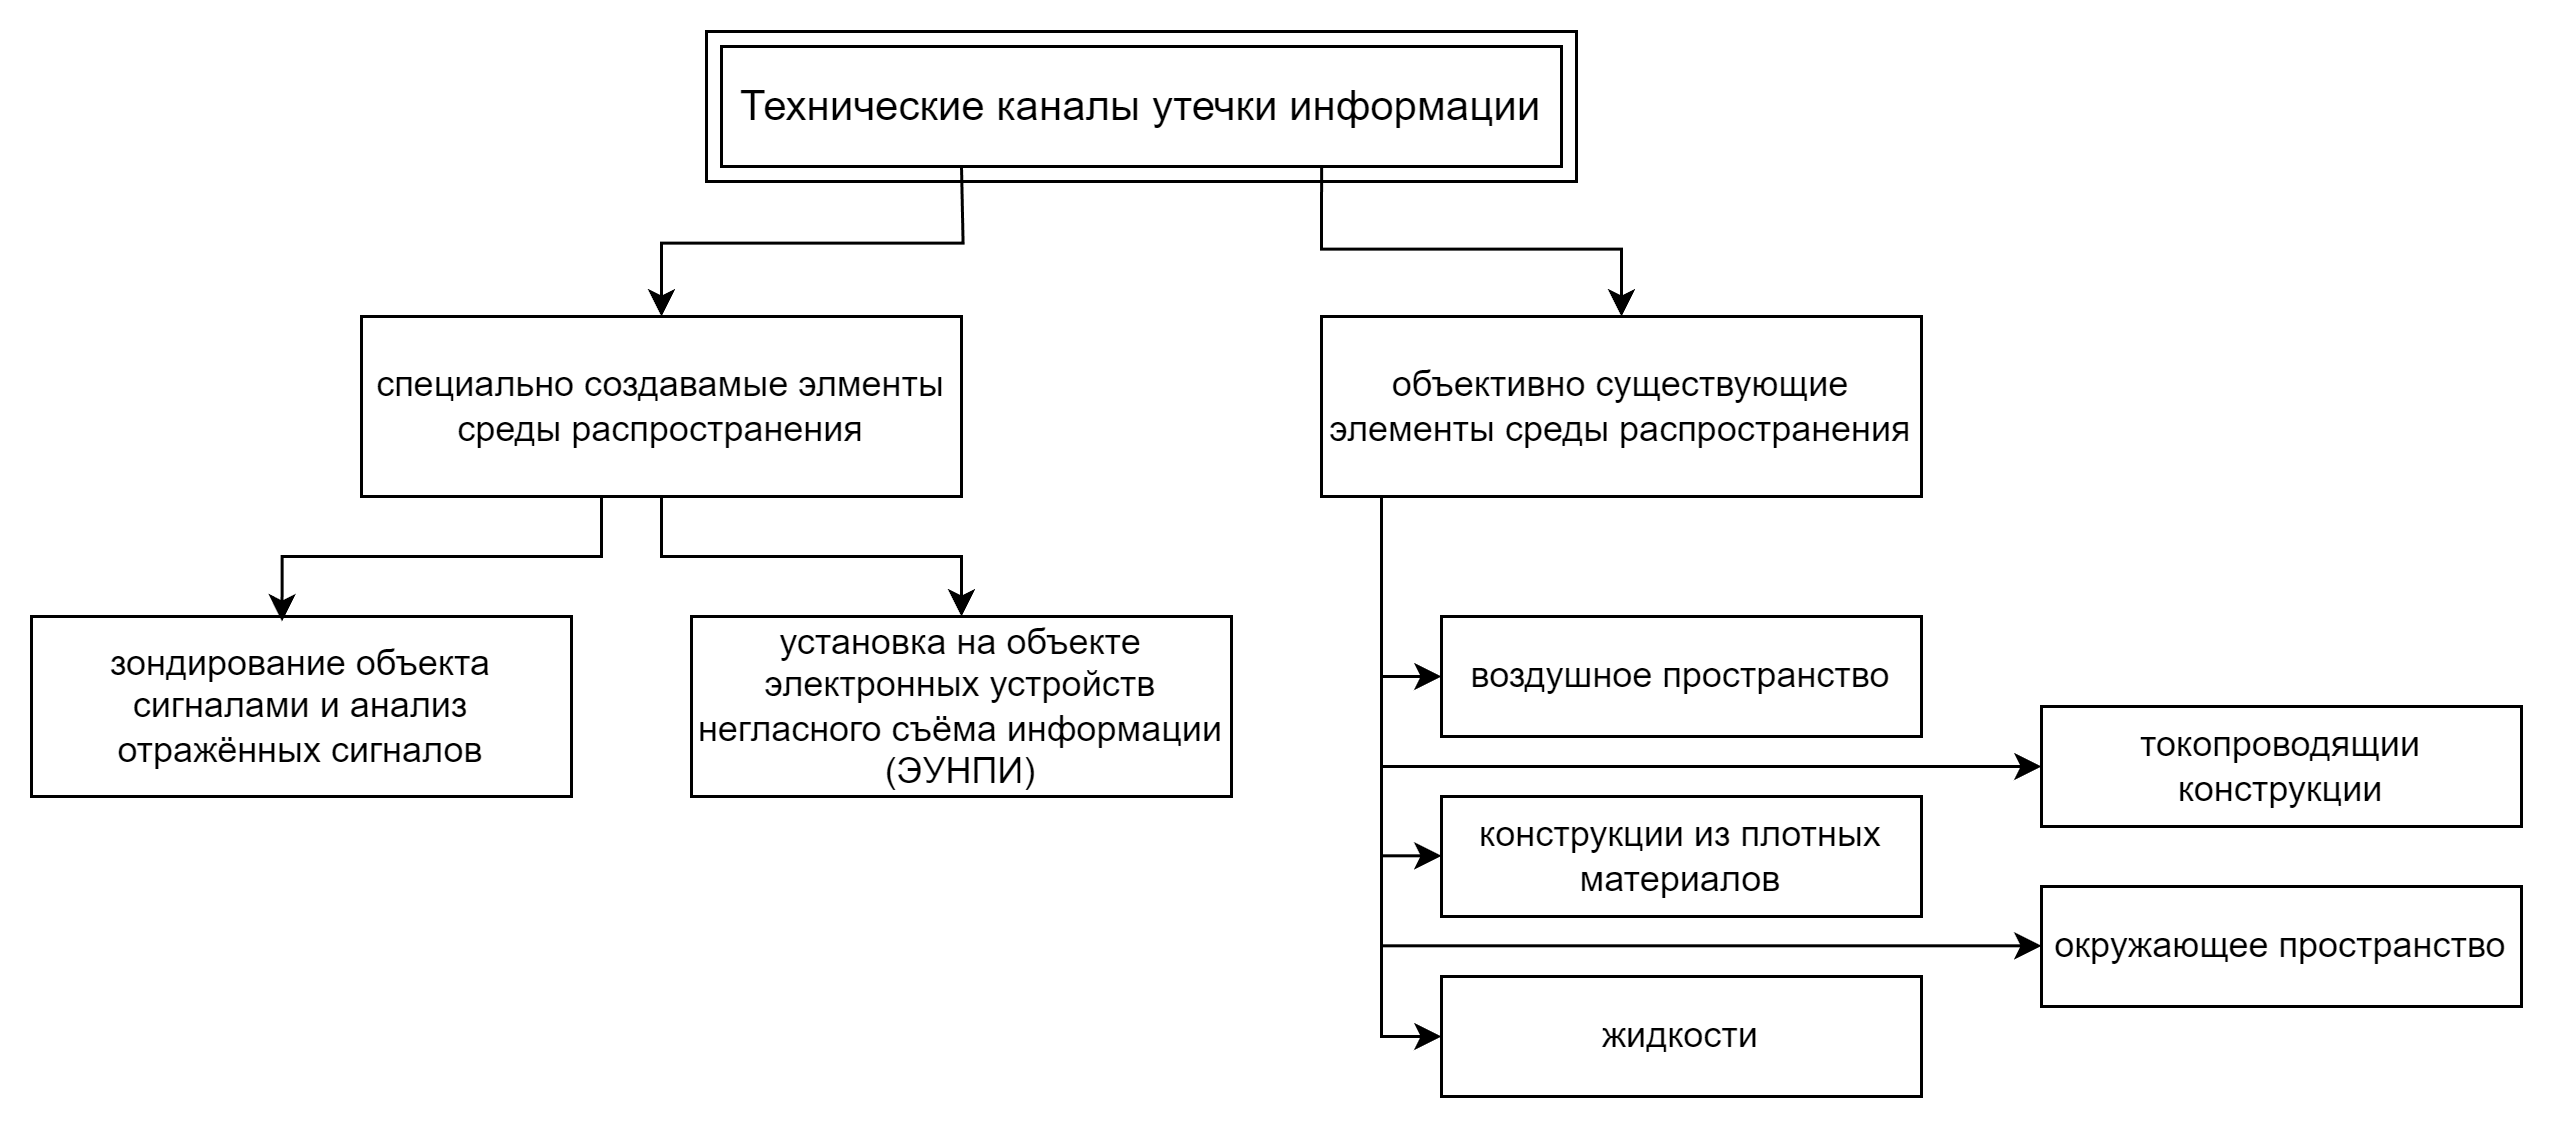 Технические каналы утечки информации
специально создавамые элменты
среды распространения
объективно существующие
элементы среды распространения
зондирование объекта
сигналами и анализ
отражённых сигналов
установка на объекте
электронных устройств
негласного съёма информации
(ЭУНПИ)
воздушное пространство
токопроводящии
конструкции
конструкции из плотных
материалов
окружающее пространство
жидкости